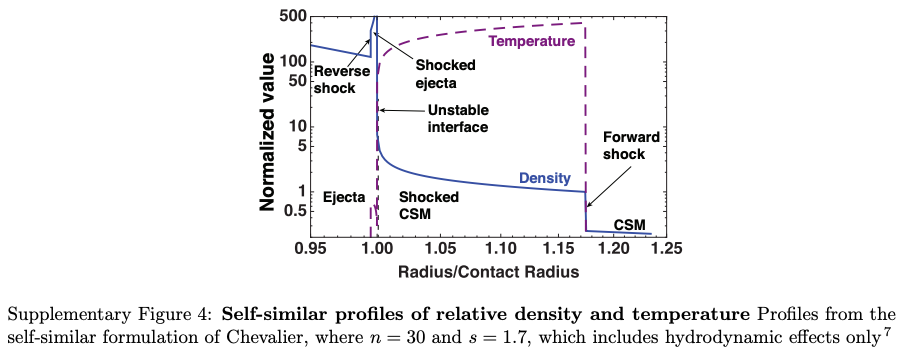 500
100
50
10
5
1
0.5
Normalized value
Temperature
Reverse
shock
Shocked
ejecta
Unstable
interface
Forward
shock
Density
Ejecta
Shocked
CSM
CSM
0.95 1.00 1.05 1.10 1.15 1.20 1.25
Radius/Contact Radius
Supplementary Figure 4: Self-similar profiles of relative density and temperature Profiles from the
self-similar formulation of Chevalier, where n = 30 and s = 1.7, which includes hydrodynamic effects only⁷